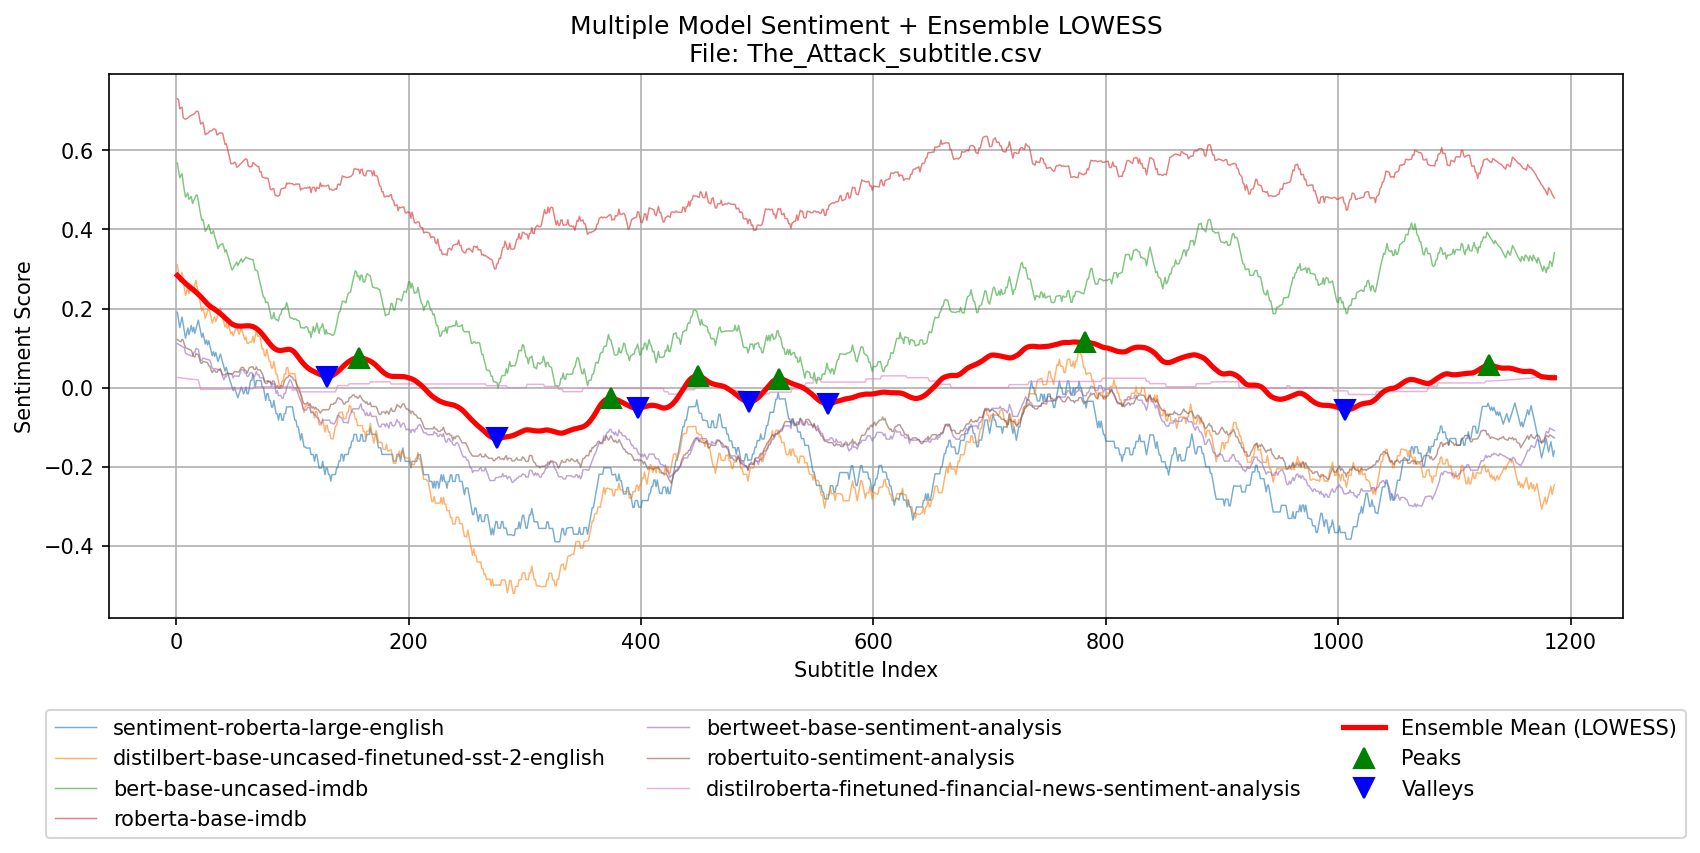 Multiple Model Sentiment + Ensemble LOWESS
File: The_Attack_subtitle.csv
Sentiment Score
0.6
0.4
0.2
0.0
−0.2
−0.4
0 200 400 600 800 1000 1200
Subtitle Index
sentiment-roberta-large-english
distilbert-base-uncased-finetuned-sst-2-english
bert-base-uncased-imdb
roberta-base-imdb
bertweet-base-sentiment-analysis
robertuito-sentiment-analysis
distilroberta-finetuned-financial-news-sentiment-analysis
Ensemble Mean (LOWESS)
Peaks
Valleys